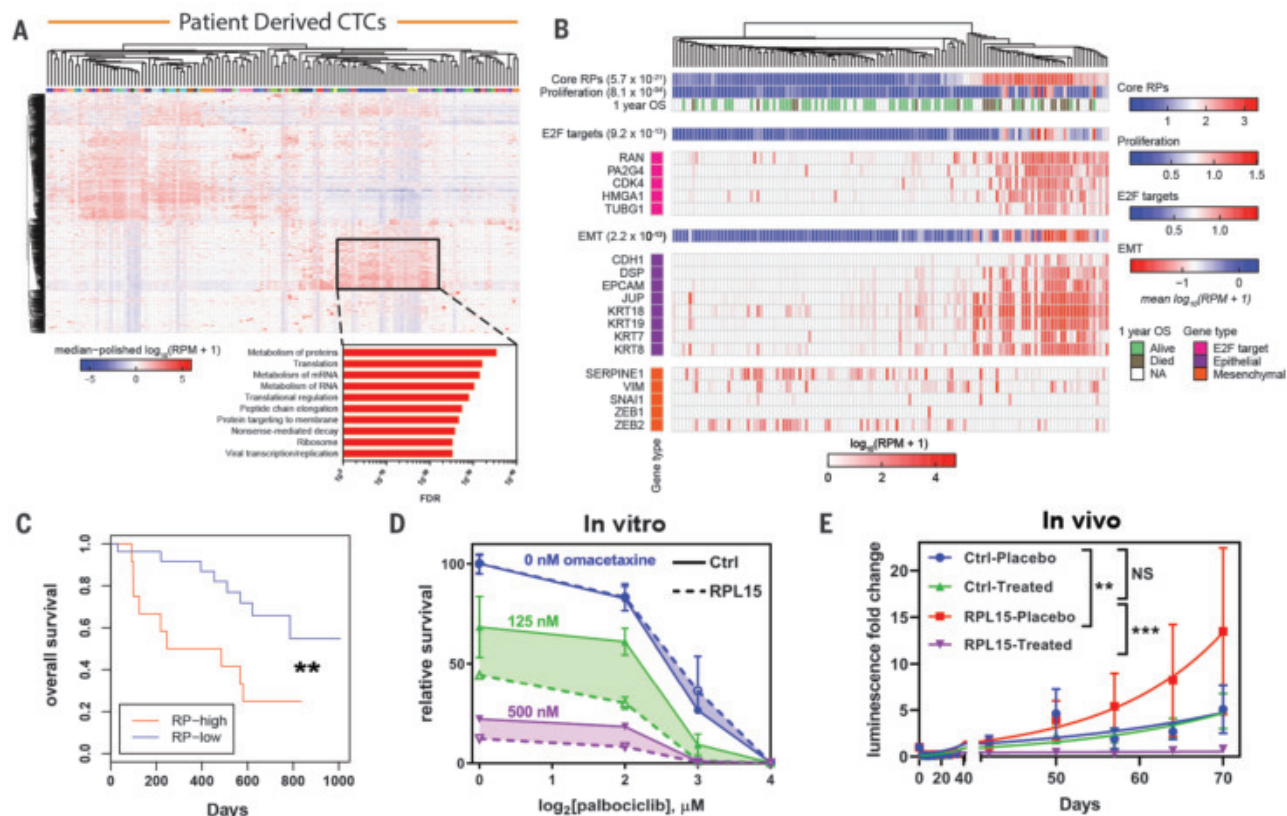 Patient Derived CTCs
A
median-polished log₁₀(RPM + 1)
−5 0 5
Metabolism of proteins
Translation
Metabolism of mRNA
Metabolism of RNA
Translational regulation
Peptide chain elongation
Protein targeting to membrane
Nonsense-mediated decay
Ribosome
Viral transcription/replication
FDR
B
Core RPs (5.7 x 10⁻²¹)
Proliferation
1 year OS
E2F targets (9.2 x 10⁻¹³)
RAN
PA2G4
CDK4
HMGA1
TUBG1
EMT
CDH1
DSP
EPCAM
JUP
KRT18
KRT19
KRT7
KRT8
SERPINE1
VIM
SNAI1
ZEB1
ZEB2
Gene type
log₁₀(RPM + 1)
0 2 4
Core RPs
1 2 3
Proliferation
0.5 1.0 1.5
E2F targets
0.5 1.0
EMT
−1 0
mean log₁₀(RPM + 1)
1 year OS
Alive
Died
NA
Gene type
E2F target
Epithelial
Mesenchymal
C
overall survival
1.0
0.8
0.6
0.4
0.2
0.0
**
RP−high
RP−low
0 200 400 600 800 1000
Days
D
In vitro
relative survival
100
50
0
0 nM omacetaxine
125 nM
500 nM
Ctrl
RPL15
0 1 2 3 4
log₂[palbociclib], μM
E
In vivo
luminescence fold change
20
15
10
5
0
Ctrl-Placebo
Ctrl-Treated
RPL15-Placebo
RPL15-Treated
**
NS
***
0 20 40 50 60 70
Days